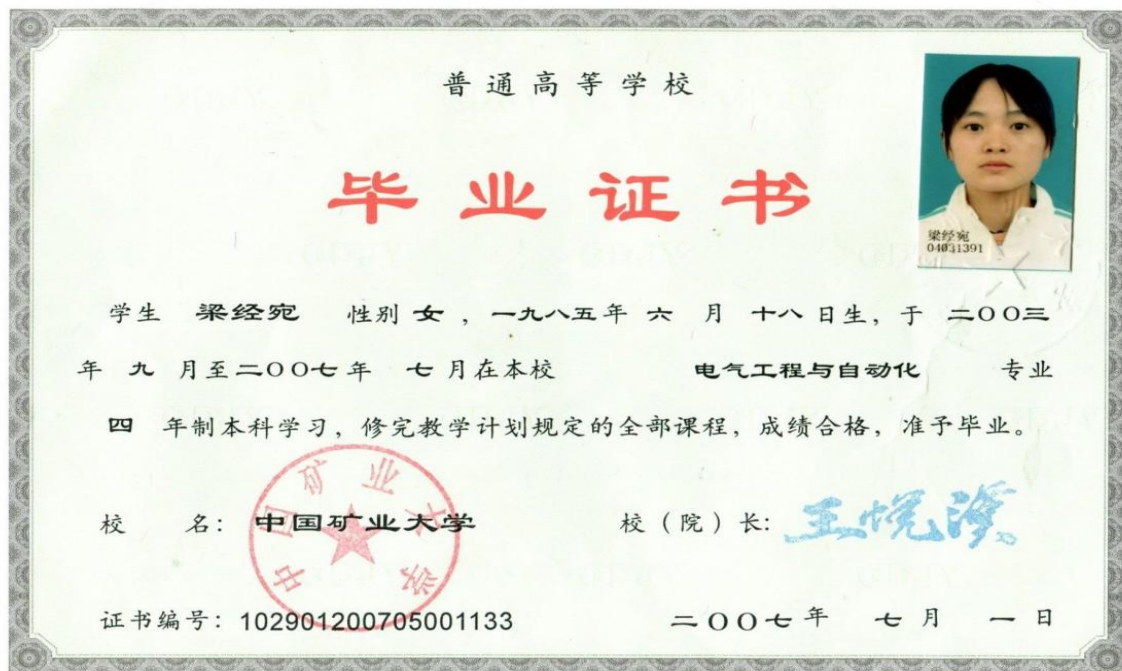 普通高等学校
毕业证书
梁经宛
04031391
学生 梁经宛 性别 女 ，一九八五年 六 月 十八 日生，于 二OO三
年 九 月至二OO七年 七 月在本校 电气工程与自动化 专业
四 年制本科学习，修完教学计划规定的全部课程，成绩合格，准予毕业。
中国矿业大学
校 名：中国矿业大学 校（院）长：
证书编号：102901200705001133 二OO七年 七 月 一 日